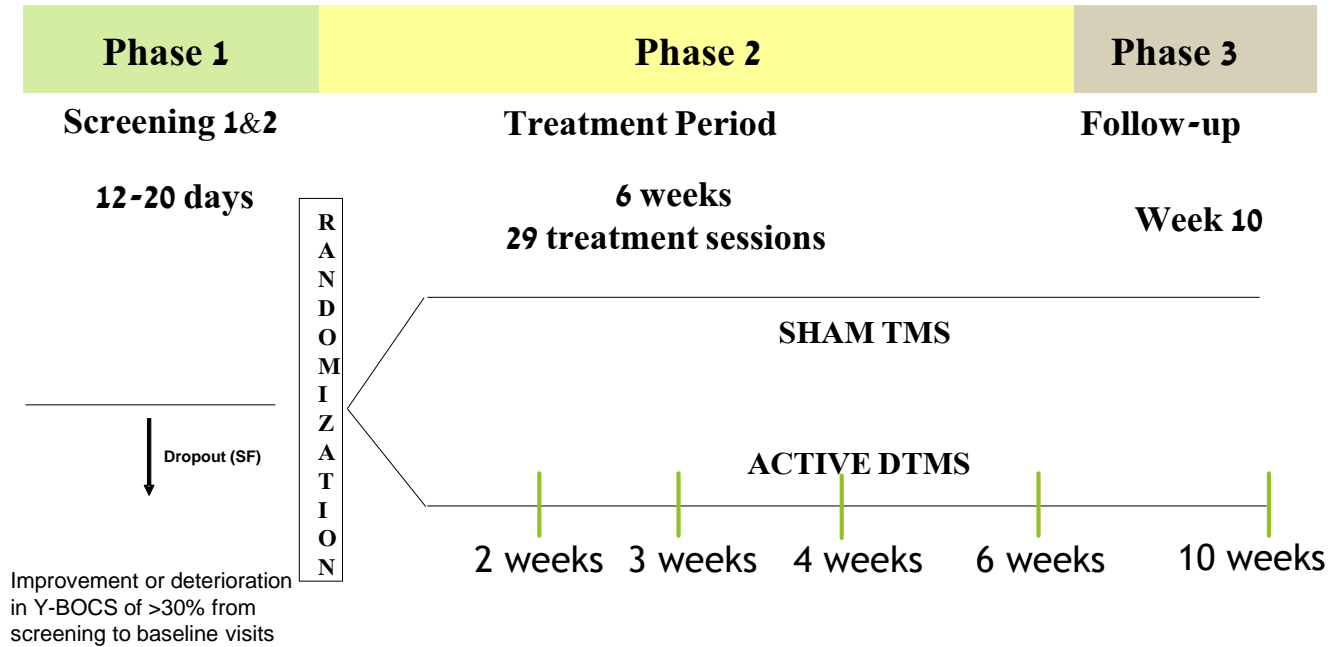 Phase 1
Phase 2
Phase 3
Screening 1&2
Treatment Period
Follow-up
12-20 days
6 weeks
29 treatment sessions
Week 10
RANDOMIZATION
SHAM TMS
Dropout (SF)
ACTIVE DTMS
2 weeks
3 weeks
4 weeks
6 weeks
10 weeks
Improvement or deterioration
in Y-BOCS of >30% from
screening to baseline visits